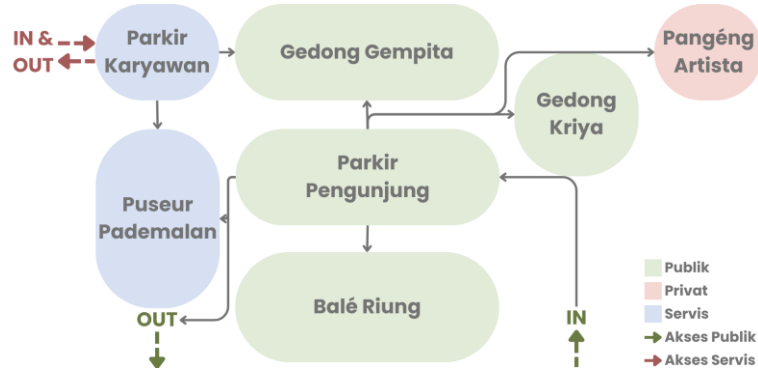 IN &
OUT
Parkir
Karyawan
Gedong Gempita
Pangéng
Artista
Gedong
Kriya
Parkir
Pengunjung
Puseur
Pademalan
Balé Riung
OUT
IN
Publik
Privat
Servis
Akses Publik
Akses Servis